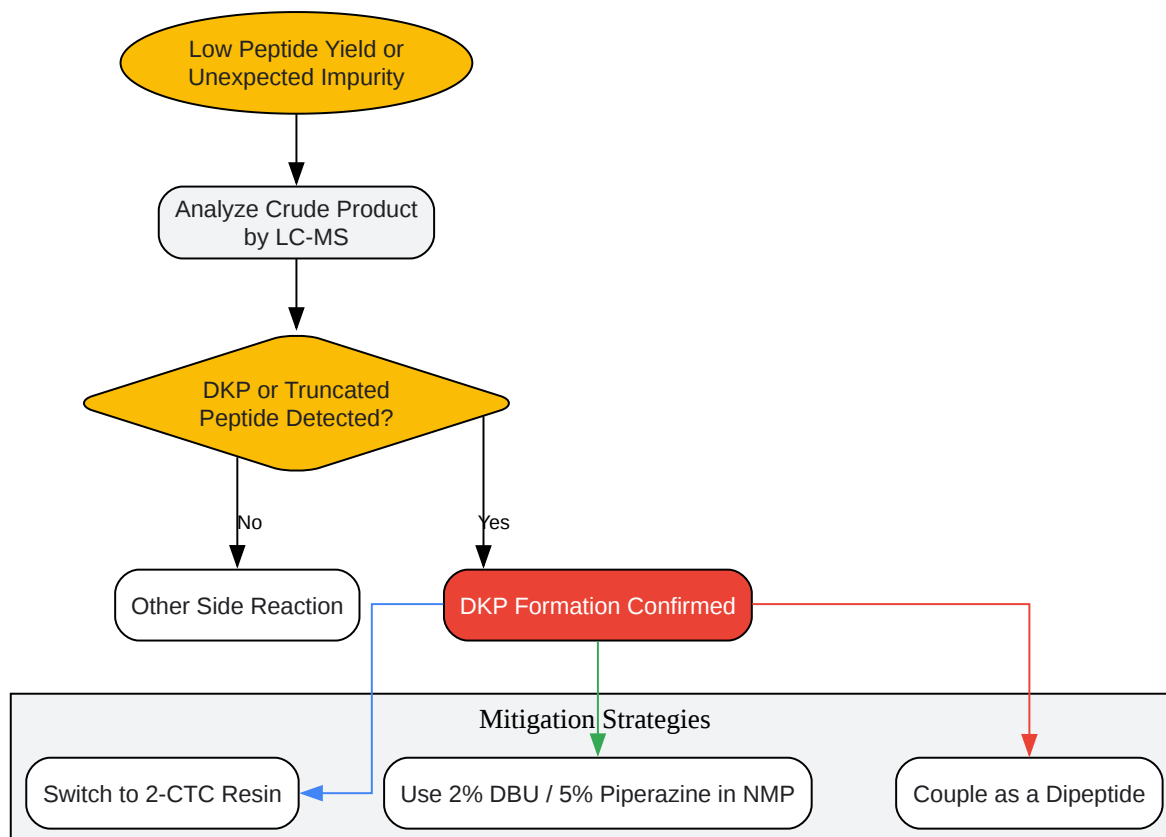 Low Peptide Yield or
Unexpected Impurity
Analyze Crude Product
by LC-MS
DKP or Truncated
Peptide Detected?
No
Yes
Other Side Reaction
DKP Formation Confirmed
Mitigation Strategies
Switch to 2-CTC Resin
Use 2% DBU / 5% Piperazine in NMP
Couple as a Dipeptide